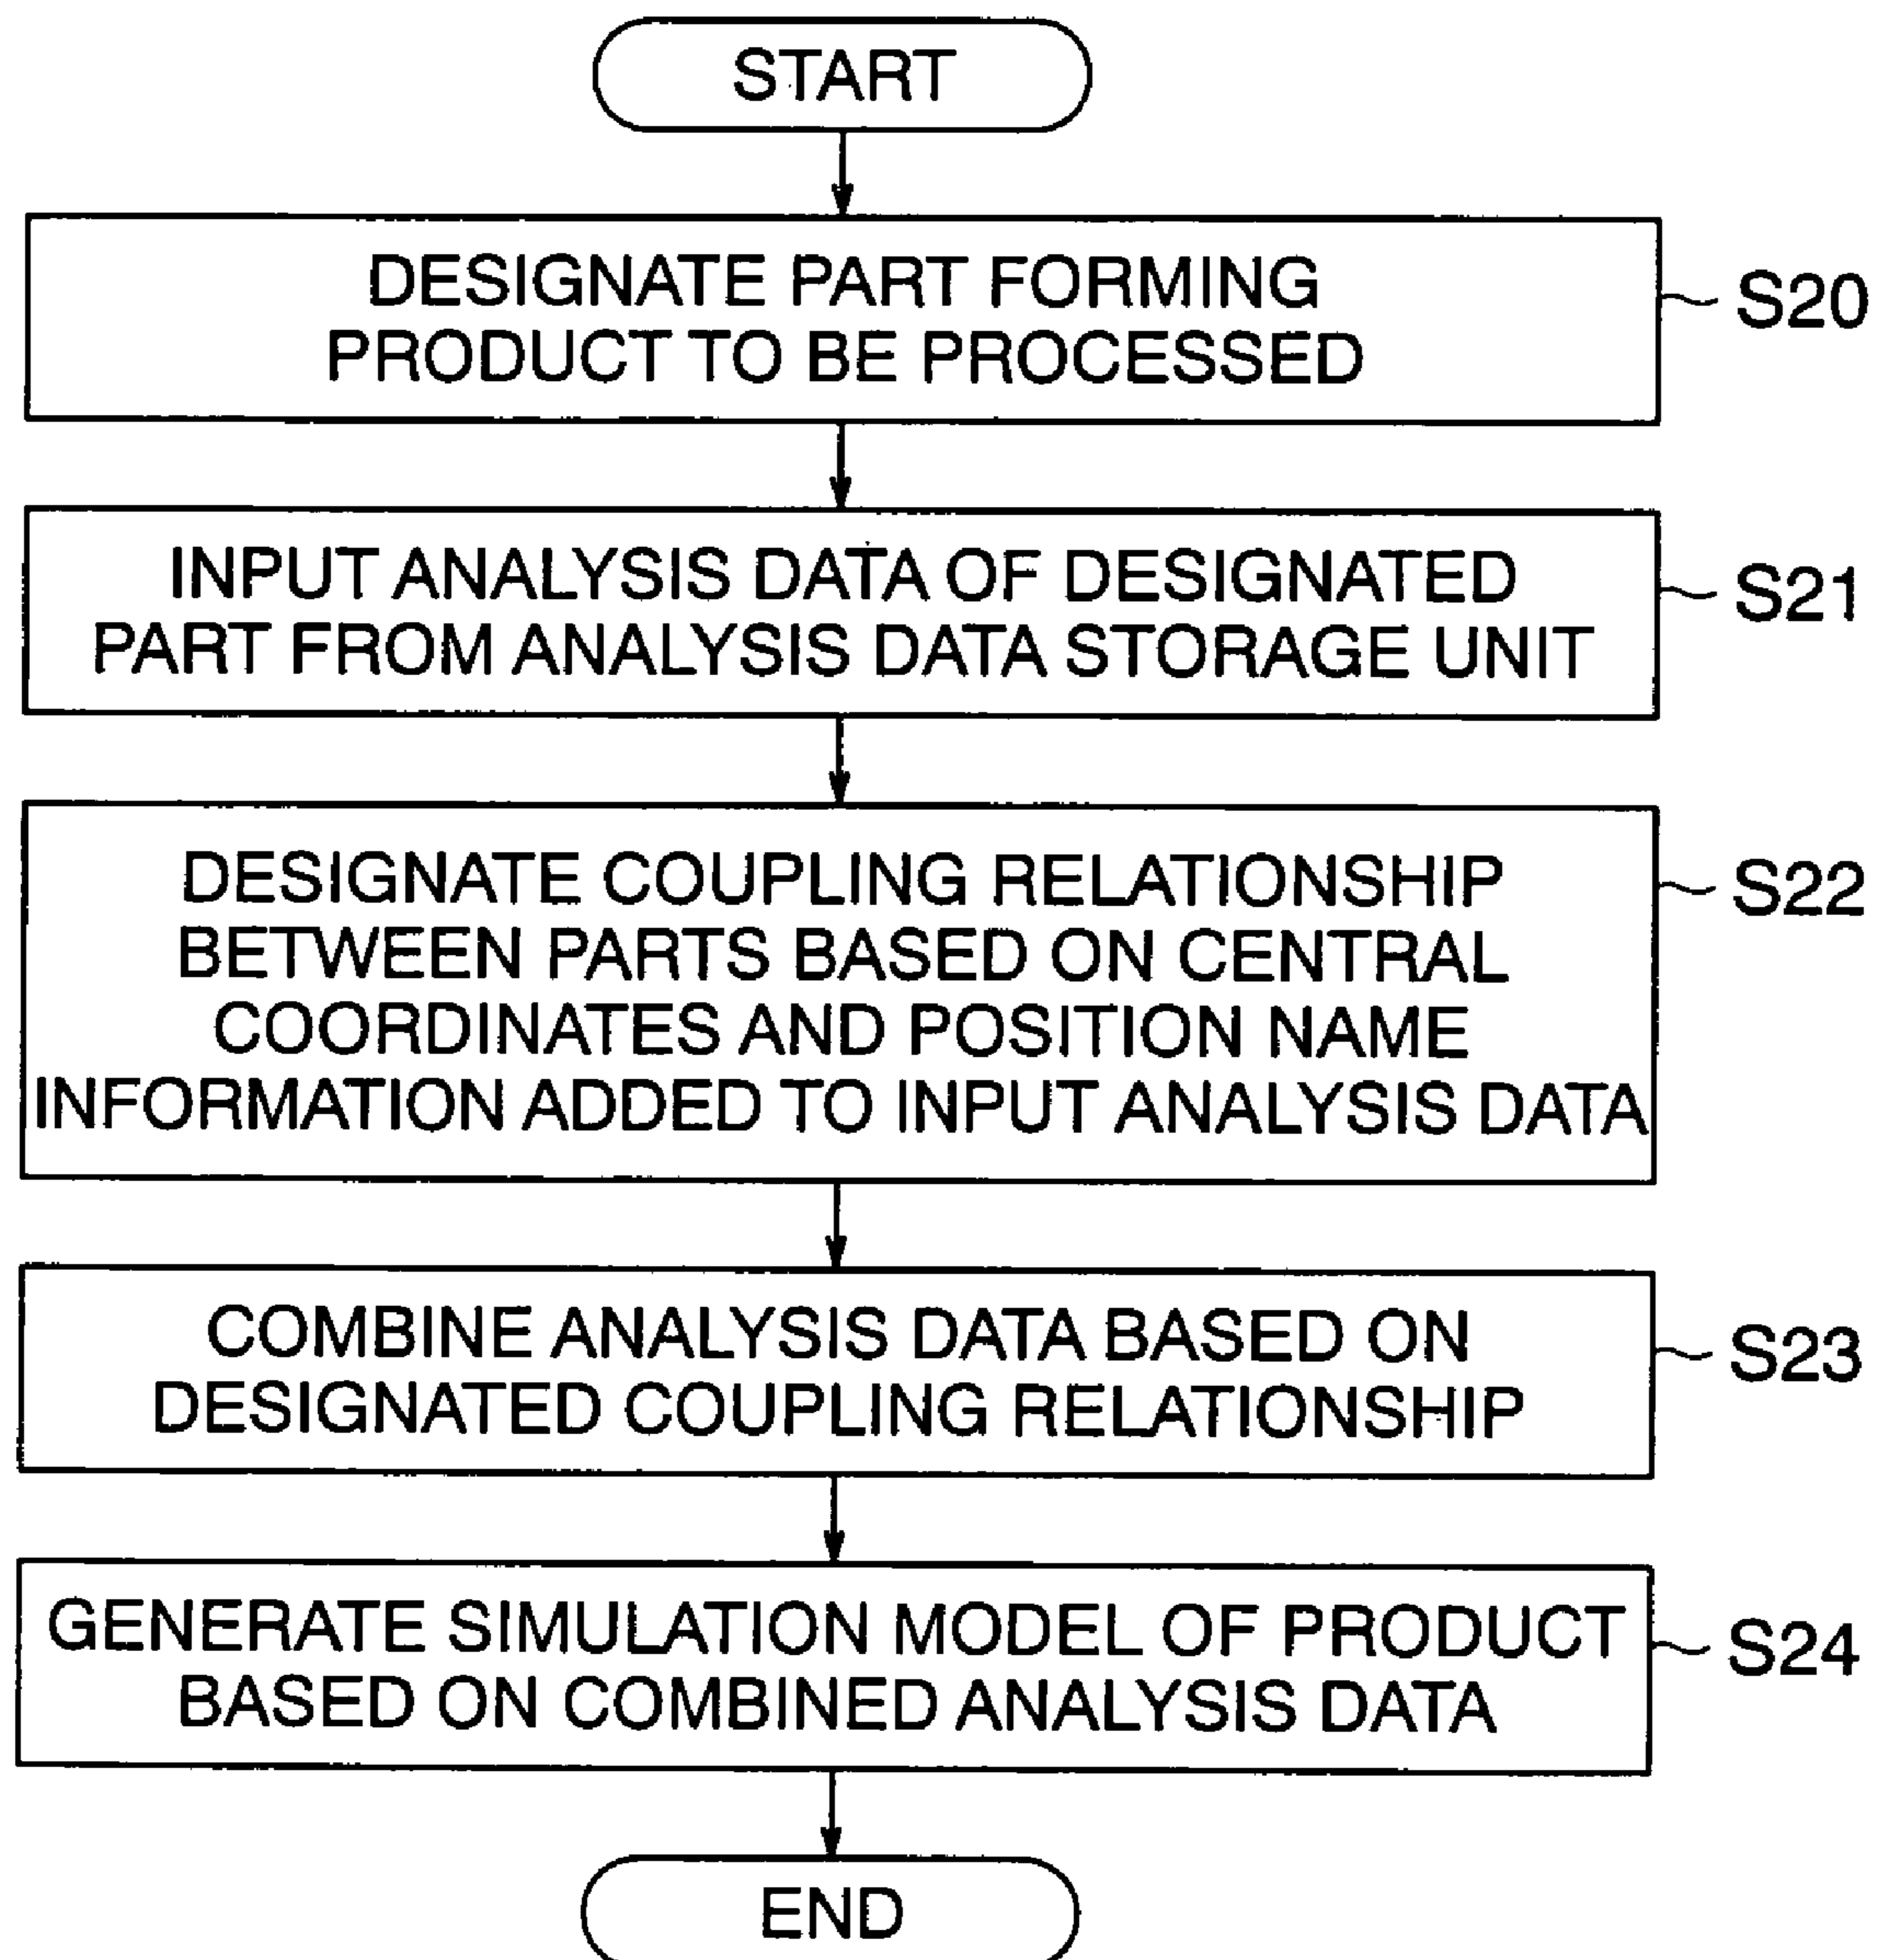 START
DESIGNATE PART FORMING
PRODUCT TO BE PROCESSED
S20
INPUT ANALYSIS DATA OF DESIGNATED
PART FROM ANALYSIS DATA STORAGE UNIT
S21
DESIGNATE COUPLING RELATIONSHIP
BETWEEN PARTS BASED ON CENTRAL
COORDINATES AND POSITION NAME
INFORMATION ADDED TO INPUT ANALYSIS DATA
S22
COMBINE ANALYSIS DATA BASED ON
DESIGNATED COUPLING RELATIONSHIP
S23
GENERATE SIMULATION MODEL OF PRODUCT
BASED ON COMBINED ANALYSIS DATA
S24
END